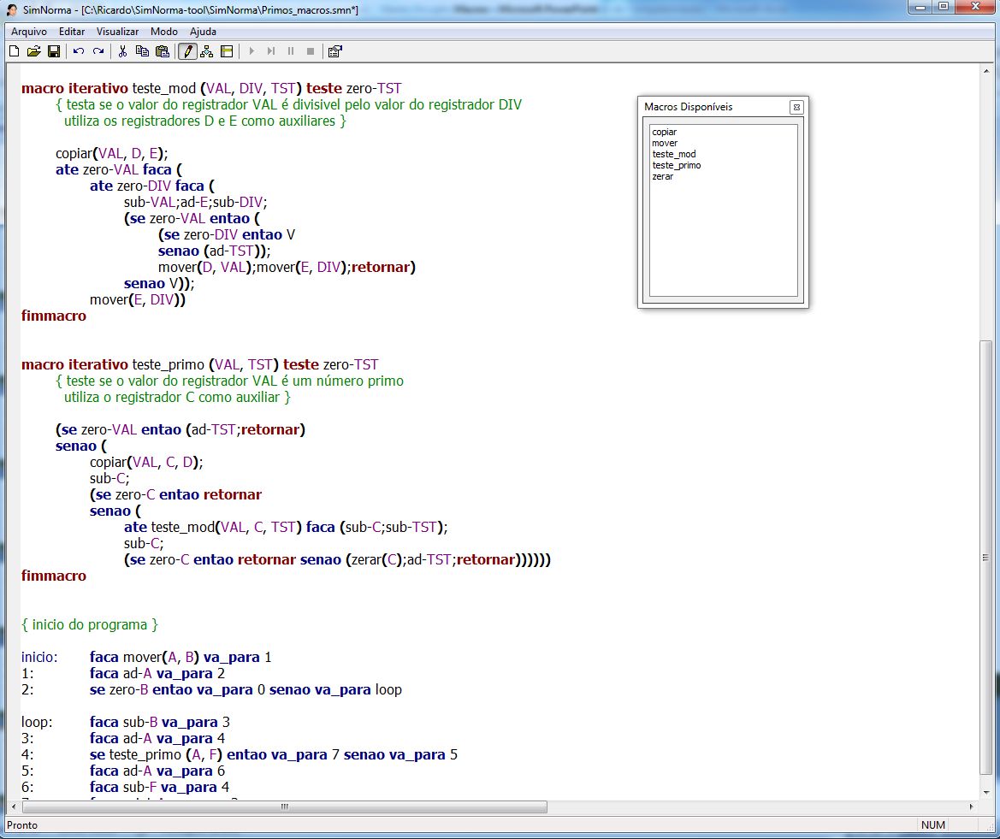 SimNorma - [C:\Ricardo\SimNorma-tool\SimNorma\Primos_macros.smn*]
Arquivo Editar Visualizar Modo Ajuda
macro iterativo teste_mod (VAL, DIV, TST) teste zero-TST
{ testa se o valor do registrador VAL é divisivel pelo valor do registrador DIV
utiliza os registradores D e E como auxiliares }
copiar(VAL, D, E);
ate zero-VAL faca (
ate zero-DIV faca (
sub-VAL;ad-E;sub-DIV;
(se zero-VAL entao (
(se zero-DIV entao V
senao (ad-TST));
mover(D, VAL);mover(E, DIV);retornar)
senao V));
mover(E, DIV))
fimmacro
macro iterativo teste_primo (VAL, TST) teste zero-TST
{ teste se o valor do registrador VAL é um número primo
utiliza o registrador C como auxiliar }
(se zero-VAL entao (ad-TST;retornar)
senao (
copiar(VAL, C, D);
sub-C;
(se zero-C entao retornar
senao (
ate teste_mod(VAL, C, TST) faca (sub-C;sub-TST);
sub-C;
(se zero-C entao retornar senao (zerar(C);ad-TST;retornar))))))
fimmacro
{ inicio do programa }
inicio: faca mover(A, B) va_para 1
1: faca ad-A va_para 2
2: se zero-B entao va_para 0 senao va_para loop
loop: faca sub-B va_para 3
3: faca ad-A va_para 4
4: se teste_primo (A, F) entao va_para 7 senao va_para 5
5: faca ad-A va_para 6
6: faca sub-F va_para 4
Macros Disponíveis
copiar
mover
teste_mod
teste_primo
zerar
Pronto
NUM